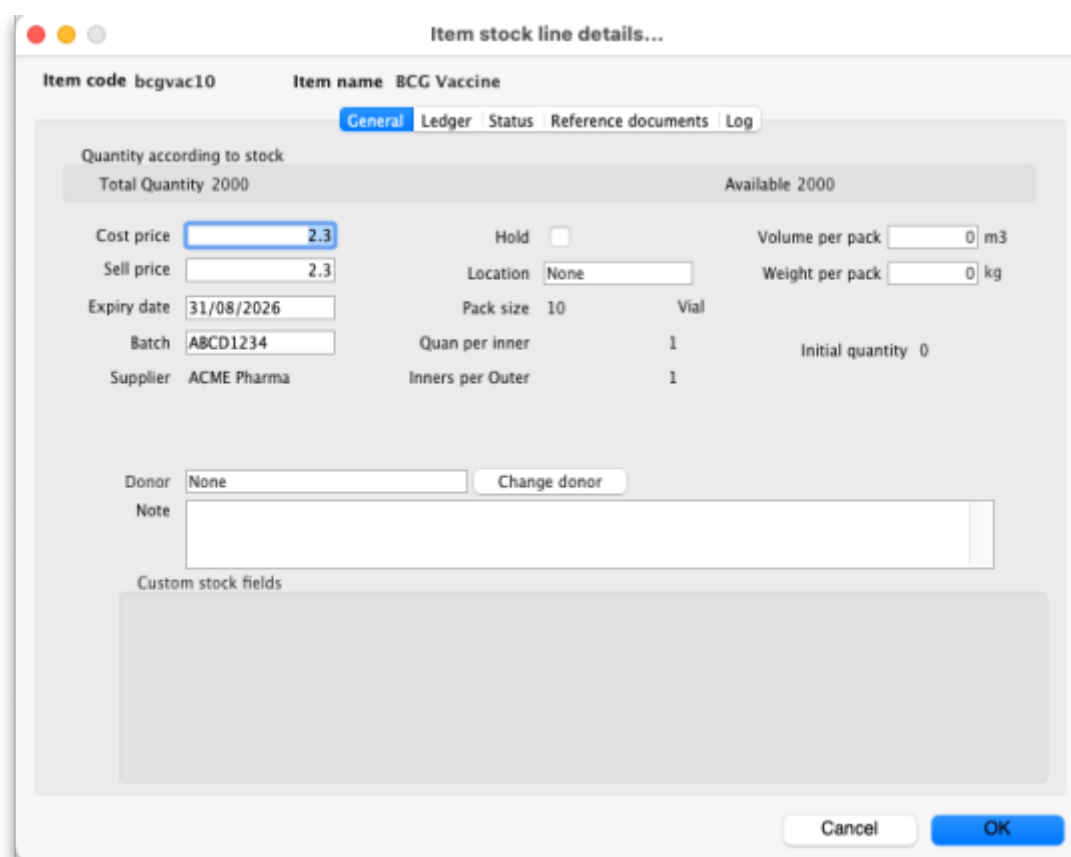 Item stock line details...
Item code bcgvac10 Item name BCG Vaccine
General Ledger Status Reference documents Log
Quantity according to stock
Total Quantity 2000 Available 2000
Cost price 2.3 Hold Volume per pack 0 m3
Sell price 2.3 Location None Weight per pack 0 kg
Expiry date 31/08/2026 Pack size 10 Vial
Batch ABCD1234 Quan per inner 1 Initial quantity 0
Supplier ACME Pharma Inners per Outer 1
Donor None Change donor
Note
Custom stock fields
Cancel OK